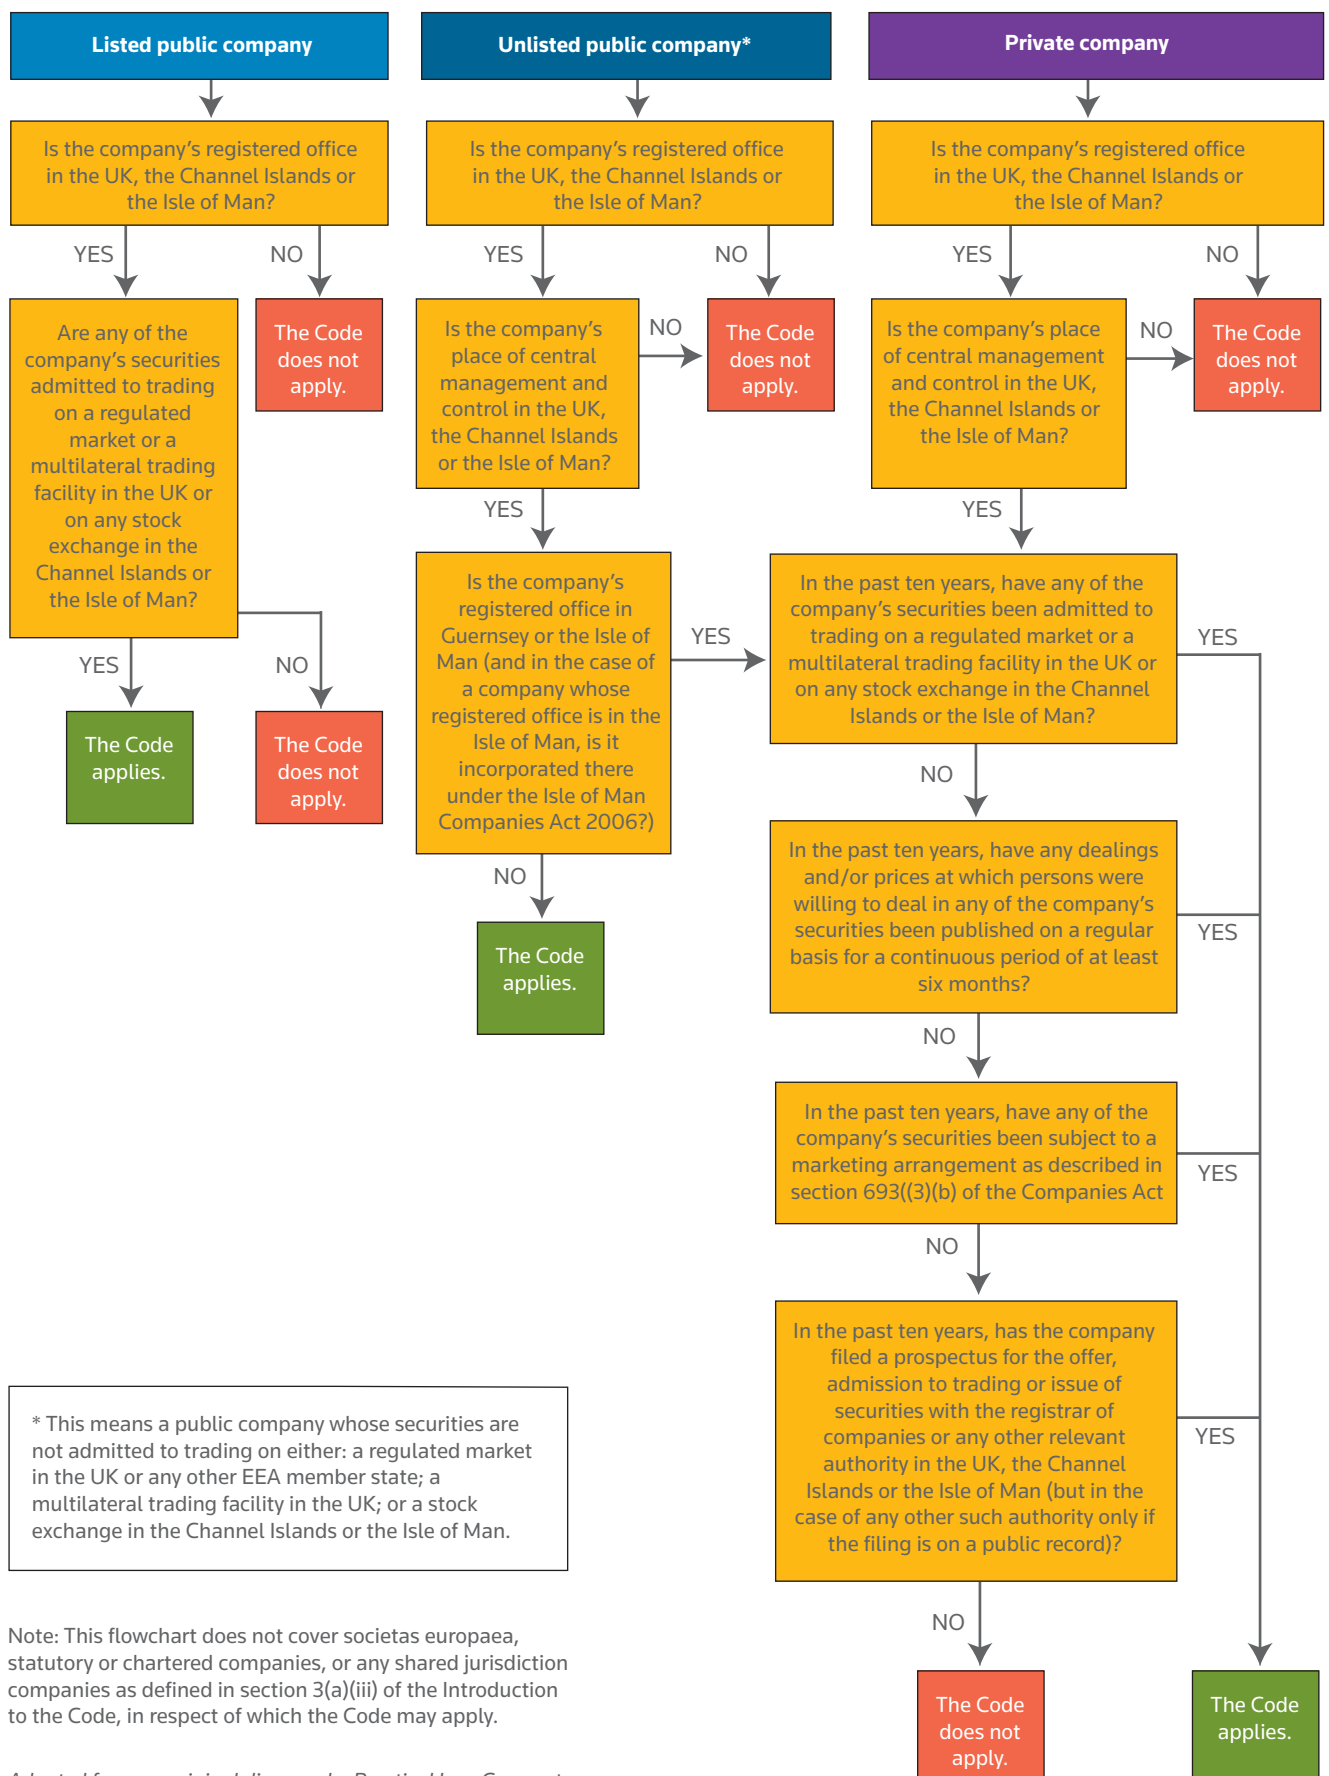 Listed public company
Unlisted public company*
Private company
Is the company's registered office
in the UK, the Channel Islands or
the Isle of Man?
Is the company's registered office
in the UK, the Channel Islands or
the Isle of Man?
Is the company's registered office
in the UK, the Channel Islands or
the Isle of Man?
YES
NO
YES
NO
YES
NO
Are any of the
company's securities
admitted to trading
on a regulated
market or a
multilateral trading
facility in the UK or
on any stock
exchange in the
Channel Islands or
the Isle of Man?
The Code
does not
apply.
Is the company's
place of central
management and
control in the UK,
the Channel Islands
or the Isle of Man?
NO
The Code
does not
apply.
Is the company's place
of central management
and control in the UK,
the Channel Islands or
the Isle of Man?
NO
The Code
does not
apply.
YES
YES
Is the company's
registered office in
Guernsey or the Isle of
Man (and in the case of
a company whose
registered office is in the
Isle of Man, is it
incorporated there
under the Isle of Man
Companies Act 2006?)
YES
In the past ten years, have any of the
company's securities been admitted to
trading on a regulated market or a
multilateral trading facility in the UK or
on any stock exchange in the Channel
Islands or the Isle of Man?
YES
YES
NO
The Code
applies.
The Code
does not
apply.
NO
NO
The Code
applies.
In the past ten years, have any dealings
and/or prices at which persons were
willing to deal in any of the company's
securities been published on a regular
basis for a continuous period of at least
six months?
YES
NO
In the past ten years, have any of the
company's securities been subject to a
marketing arrangement as described in
section 693((3)(b) of the Companies Act
YES
NO
In the past ten years, has the company
filed a prospectus for the offer,
admission to trading or issue of
securities with the registrar of
companies or any other relevant
authority in the UK, the Channel
Islands or the Isle of Man (but in the
case of any other such authority only if
the filing is on a public record)?
YES
NO
The Code
does not
apply.
The Code
applies.
* This means a public company whose securities are
not admitted to trading on either: a regulated market
in the UK or any other EEA member state; a
multilateral trading facility in the UK; or a stock
exchange in the Channel Islands or the Isle of Man.
Note: This flowchart does not cover societas europaea,
statutory or chartered companies, or any shared jurisdiction
companies as defined in section 3(a)(iii) of the Introduction
to the Code, in respect of which the Code may apply.